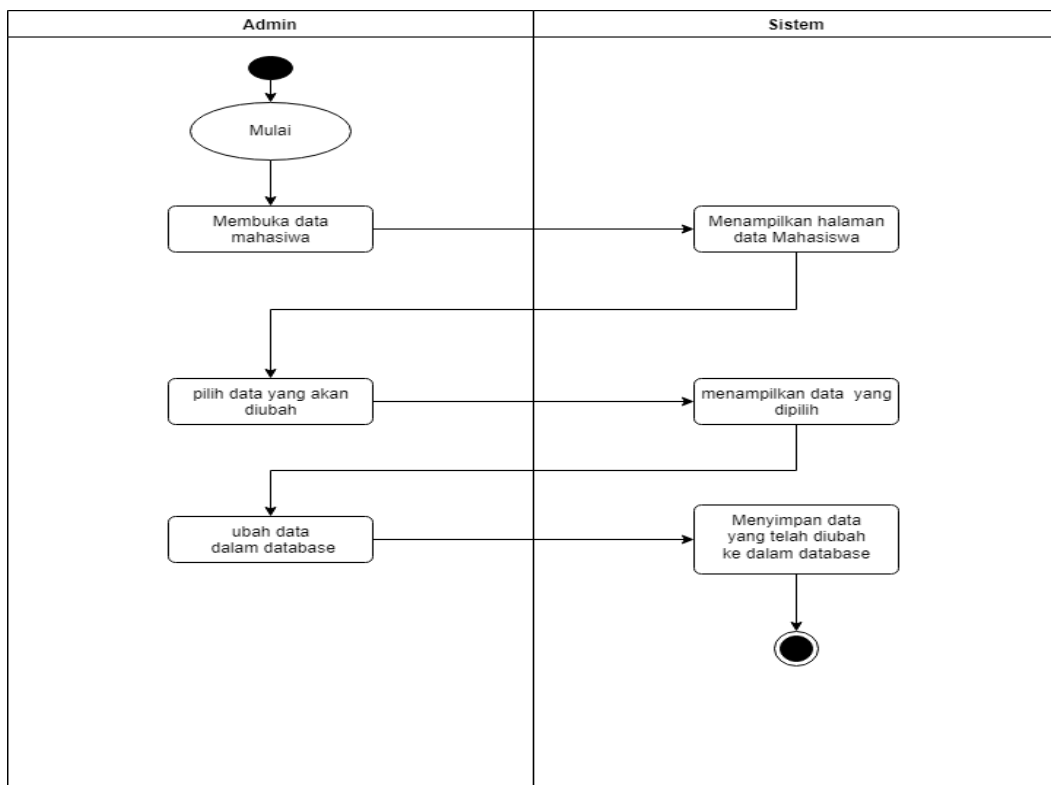 Admin
Sistem
Mulai
Membuka data
mahasiwa
Menampilkan halaman
data Mahasiswa
pilih data yang akan
diubah
menampilkan data yang
dipilih
ubah data
dalam database
Menyimpan data
yang telah diubah
ke dalam database